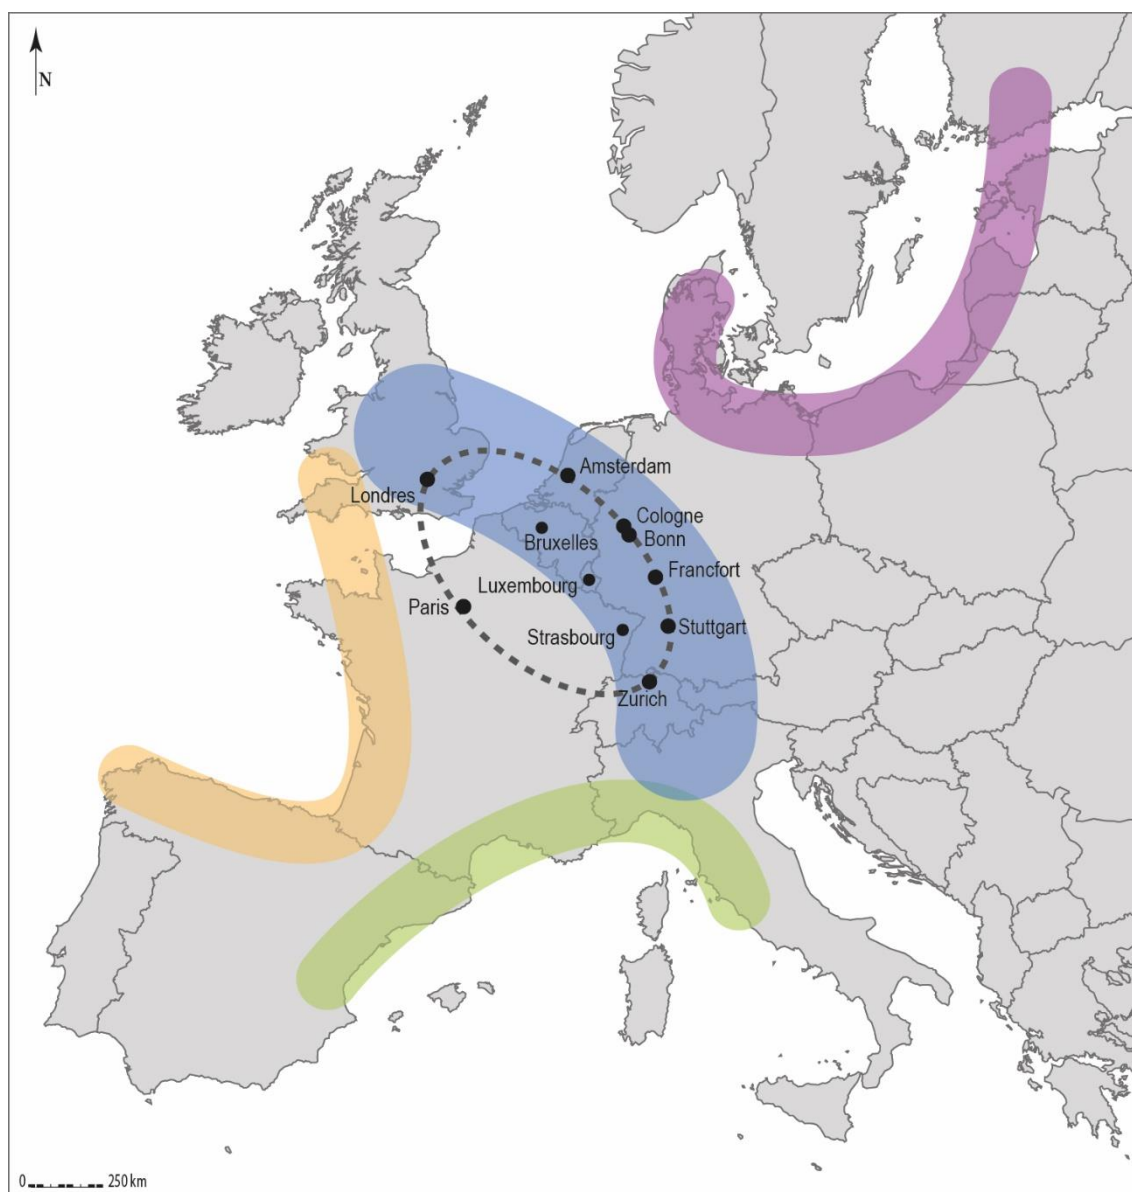 N
Amsterdam
Londres
Cologne
Bonn
Bruxelles
Francfort
Luxembourg
Paris
Stuttgart
Strasbourg
Zurich
0 250 km